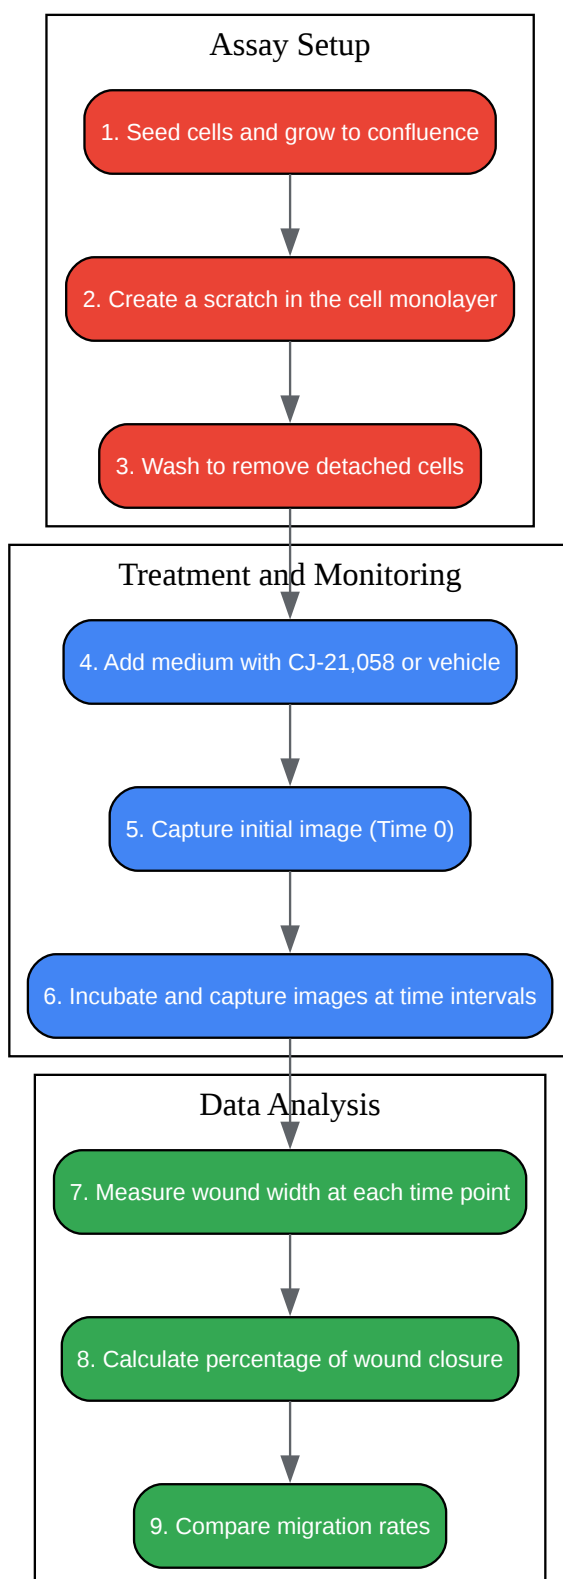 Assay Setup
1. Seed cells and grow to confluence
2. Create a scratch in the cell monolayer
3. Wash to remove detached cells
Treatment and Monitoring
4. Add medium with CJ-21,058 or vehicle
5. Capture initial image (Time 0)
6. Incubate and capture images at time intervals
Data Analysis
7. Measure wound width at each time point
8. Calculate percentage of wound closure
9. Compare migration rates